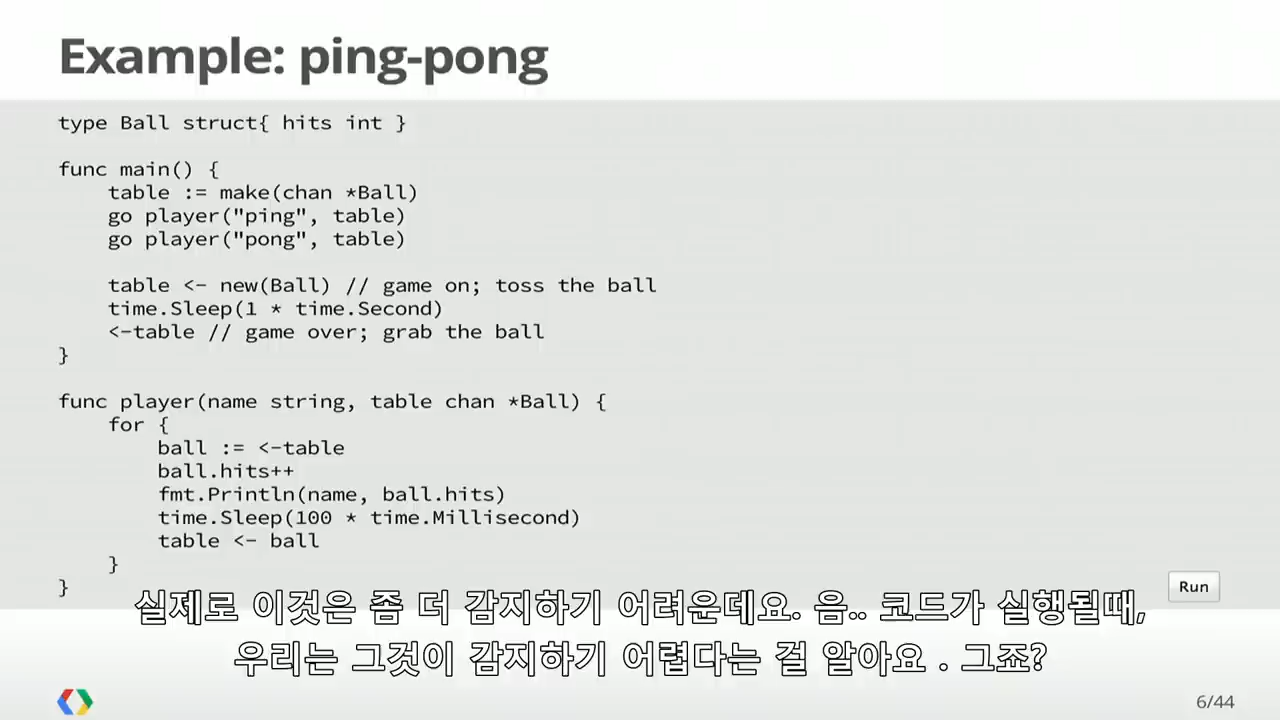 Example: ping-pong
type Ball struct{ hits int }
func main() {
    table := make(chan *Ball)
    go player("ping", table)
    go player("pong", table)
    table <- new(Ball) // game on; toss the ball
    time.Sleep(1 * time.Second)
    <-table // game over; grab the ball
}
func player(name string, table chan *Ball) {
    for {
        ball := <-table
        ball.hits++
        fmt.Println(name, ball.hits)
        time.Sleep(100 * time.Millisecond)
        table <- ball
    }
}
Run
실제로 이것은 좀 더 감지하기 어려운데요. 음.. 코드가 실행될때,
우리는 그것이 감지하기 어렵다는 걸 알아요 . 그죠?
6/44